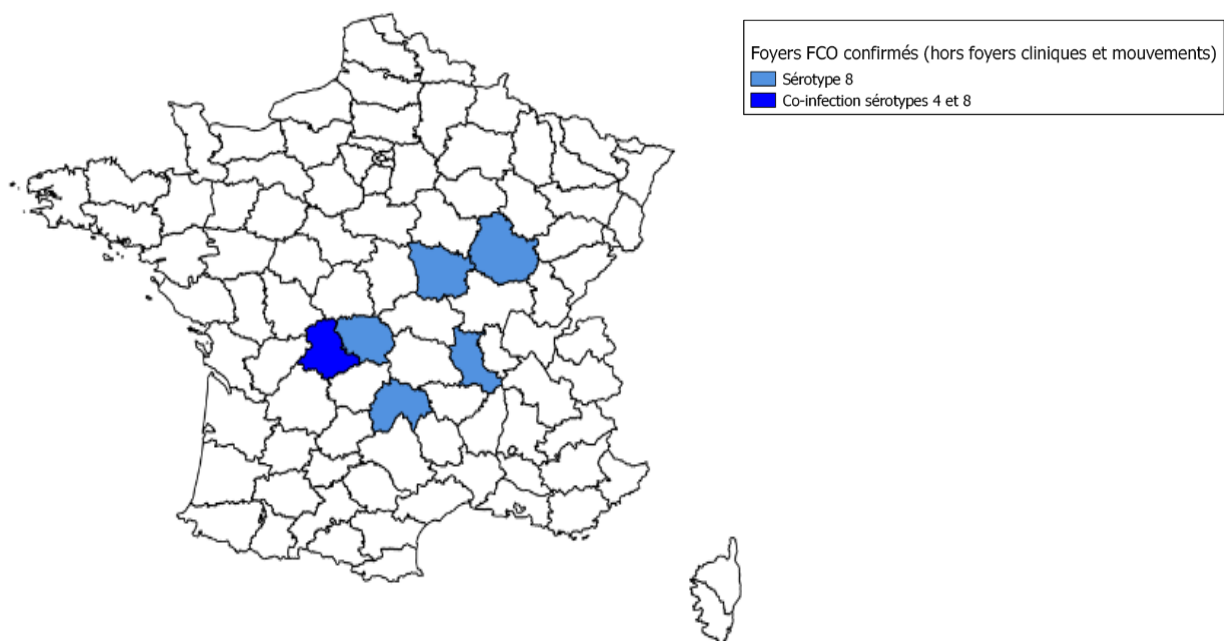 Foyers FCO confirmés (hors foyers cliniques et mouvements)
Sérotype 8
Co-infection sérotypes 4 et 8